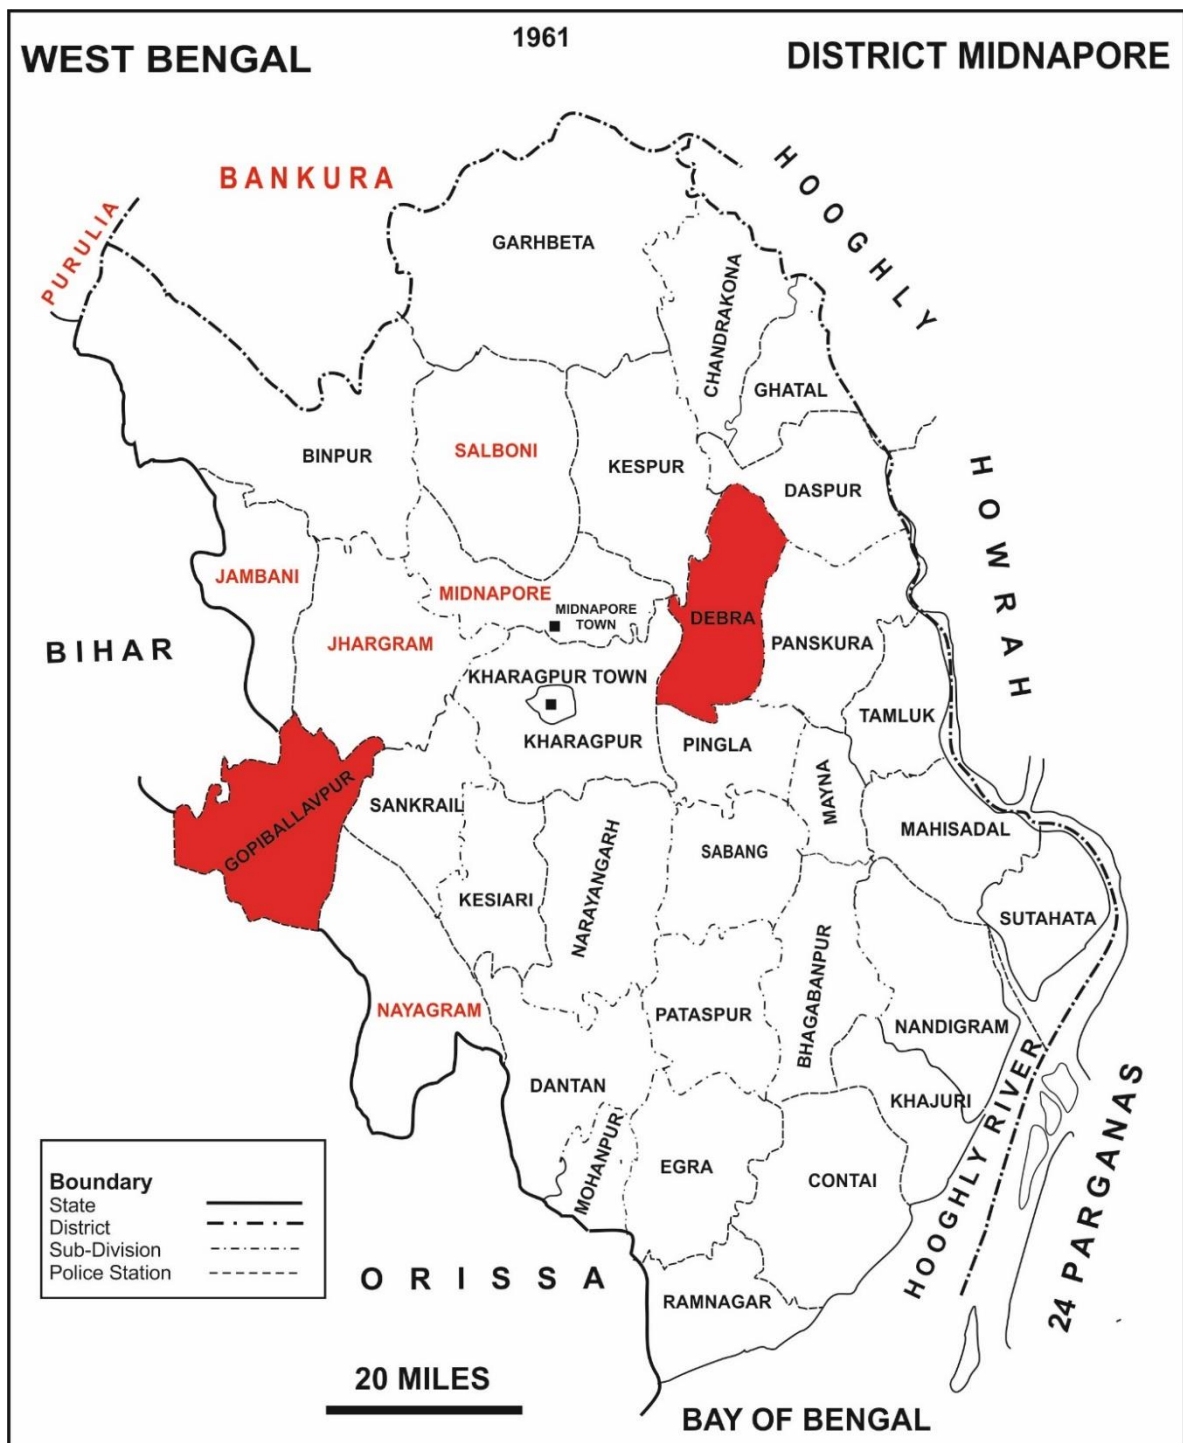 1961
WEST BENGAL
DISTRICT MIDNAPORE
HOOGHLY
BANKURA
PURULIA
GARHBETA
CHANDRAKONA
GHATAL
BINPUR
SALBONI
KESPUR
DASPUR
HOWRAH
JAMBANI
MIDNAPORE
MIDNAPORE
TOWN
DEBRA
PANSKURA
BIHAR
JHARGRAM
KHARAGPUR TOWN
TAMLUK
KHARAGPUR
PINGLA
MAYNA
GOPIBALLAVPUR
SANKRAIL
MAHISADAL
NARAYANGARH
SABANG
KESIARI
SUTAHATA
BHAGABANPUR
NAYAGRAM
PATASPUR
NANDIGRAM
DANTAN
KHAJURI
HOOGHLY RIVER
24 PARGANAS
MOHANPUR
EGRA
CONTAI
Boundary
State
District
Sub-Division
Police Station
ORISSA
RAMNAGAR
20 MILES
BAY OF BENGAL